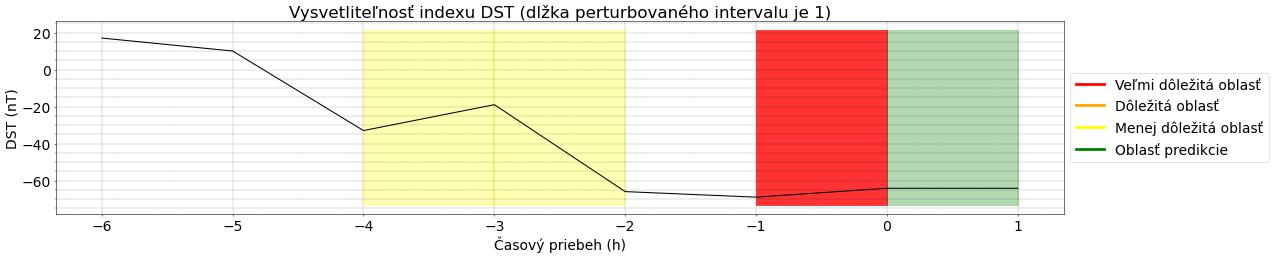 Vysvetliteľnosť indexu DST (dĺžka perturbovaného intervalu je 1)
DST (nT)
20
0
−20
−40
−60
−6 −5 −4 −3 −2 −1 0 1
Časový priebeh (h)
Veľmi dôležitá oblasť
Dôležitá oblasť
Menej dôležitá oblasť
Oblasť predikcie